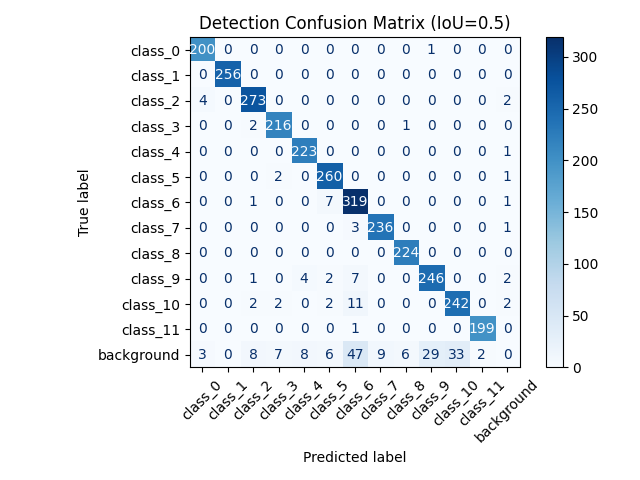 Detection Confusion Matrix (IoU=0.5)
class_0 200 0 0 0 0 0 0 0 0 1 0 0 0
class_1 0 256 0 0 0 0 0 0 0 0 0 0 0
class_2 4 0 273 0 0 0 0 0 0 0 0 0 2
class_3 0 0 2 216 0 0 0 0 1 0 0 0 0
class_4 0 0 0 0 223 0 0 0 0 0 0 0 1
class_5 0 0 0 2 0 260 0 0 0 0 0 0 1
class_6 0 0 1 0 0 7 319 0 0 0 0 0 1
class_7 0 0 0 0 0 0 3 236 0 0 0 0 1
class_8 0 0 0 0 0 0 0 0 224 0 0 0 0
class_9 0 0 1 0 4 2 7 0 0 246 0 0 2
class_10 0 0 2 2 0 2 11 0 0 0 242 0 2
class_11 0 0 0 0 0 0 1 0 0 0 0 199 0
background 3 0 8 7 8 6 47 9 6 29 33 2 0
class_0 class_1 class_2 class_3 class_4 class_5 class_6 class_7 class_8 class_9 class_10 class_11 background
Predicted label
True label
300
250
200
150
100
50
0